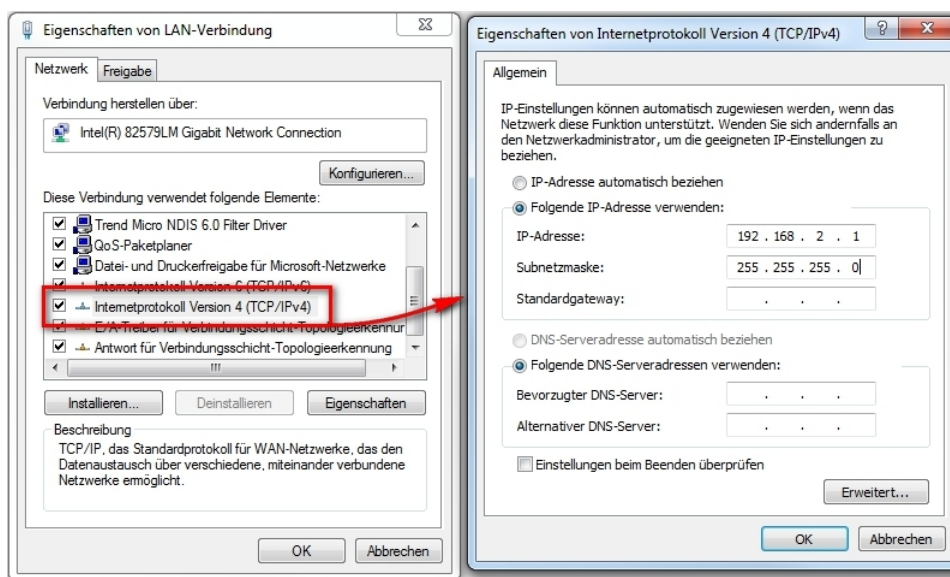 Eigenschaften von LAN-Verbindung
Netzwerk
Freigabe
Verbindung herstellen über:
Intel(R) 82579LM Gigabit Network Connection
Konfigurieren...
Diese Verbindung verwendet folgende Elemente:
Trend Micro NDIS 6.0 Filter Driver
QoS-Paketplaner
Datei- und Druckerfreigabe für Microsoft-Netzwerke
Internetprotokoll Version 6 (TCP/IPv6)
Internetprotokoll Version 4 (TCP/IPv4)
E/A-Treiber für Verbindungsschicht-Topologieerkennur
Antwort für Verbindungsschicht-Topologieerkennung
Installieren...
Deinstallieren
Eigenschaften
Beschreibung
TCP/IP, das Standardprotokoll für WAN-Netzwerke, das den
Datenaustausch über verschiedene, miteinander verbundene
Netzwerke ermöglicht.
OK
Abbrechen
Eigenschaften von Internetprotokoll Version 4 (TCP/IPv4)
Allgemein
IP-Einstellungen können automatisch zugewiesen werden, wenn das
Netzwerk diese Funktion unterstützt. Wenden Sie sich andernfalls an
den Netzwerkadministrator, um die geeigneten IP-Einstellungen zu
beziehen.
IP-Adresse automatisch beziehen
Folgende IP-Adresse verwenden:
IP-Adresse: 192 . 168 . 2 . 1
Subnetzmaske: 255 . 255 . 255 . 0
Standardgateway: . . .
DNS-Serveradresse automatisch beziehen
Folgende DNS-Serveradressen verwenden:
Bevorzugter DNS-Server: . . .
Alternativer DNS-Server: . . .
Einstellungen beim Beenden überprüfen
Erweitert...
OK
Abbrechen